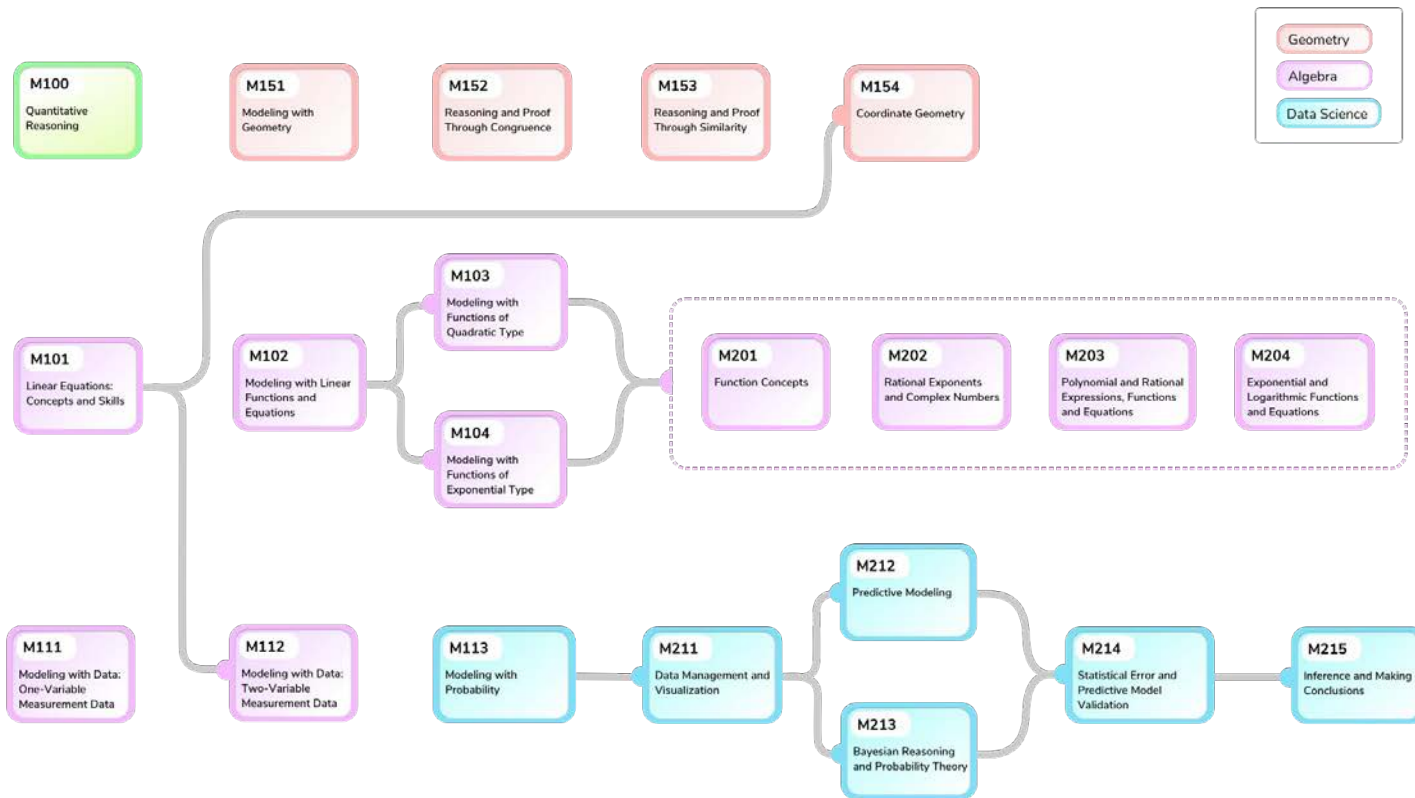 Geometry
Algebra
Data Science
M100
Quantitative
Reasoning
M151
Modeling with
Geometry
M152
Reasoning and Proof
Through Congruence
M153
Reasoning and Proof
Through Similarity
M154
Coordinate Geometry
M101
Linear Equations:
Concepts and Skills
M102
Modeling with Linear
Functions and
Equations
M103
Modeling with
Functions of
Quadratic Type
M104
Modeling with
Functions of
Exponential Type
M201
Function Concepts
M202
Rational Exponents
and Complex Numbers
M203
Polynomial and Rational
Expressions, Functions
and Equations
M204
Exponential and
Logarithmic Functions
and Equations
M111
Modeling with Data:
One-Variable
Measurement Data
M112
Modeling with Data:
Two-Variable
Measurement Data
M113
Modeling with
Probability
M211
Data Management and
Visualization
M212
Predictive Modeling
M213
Bayesian Reasoning
and Probability Theory
M214
Statistical Error and
Predictive Model
Validation
M215
Inference and Making
Conclusions